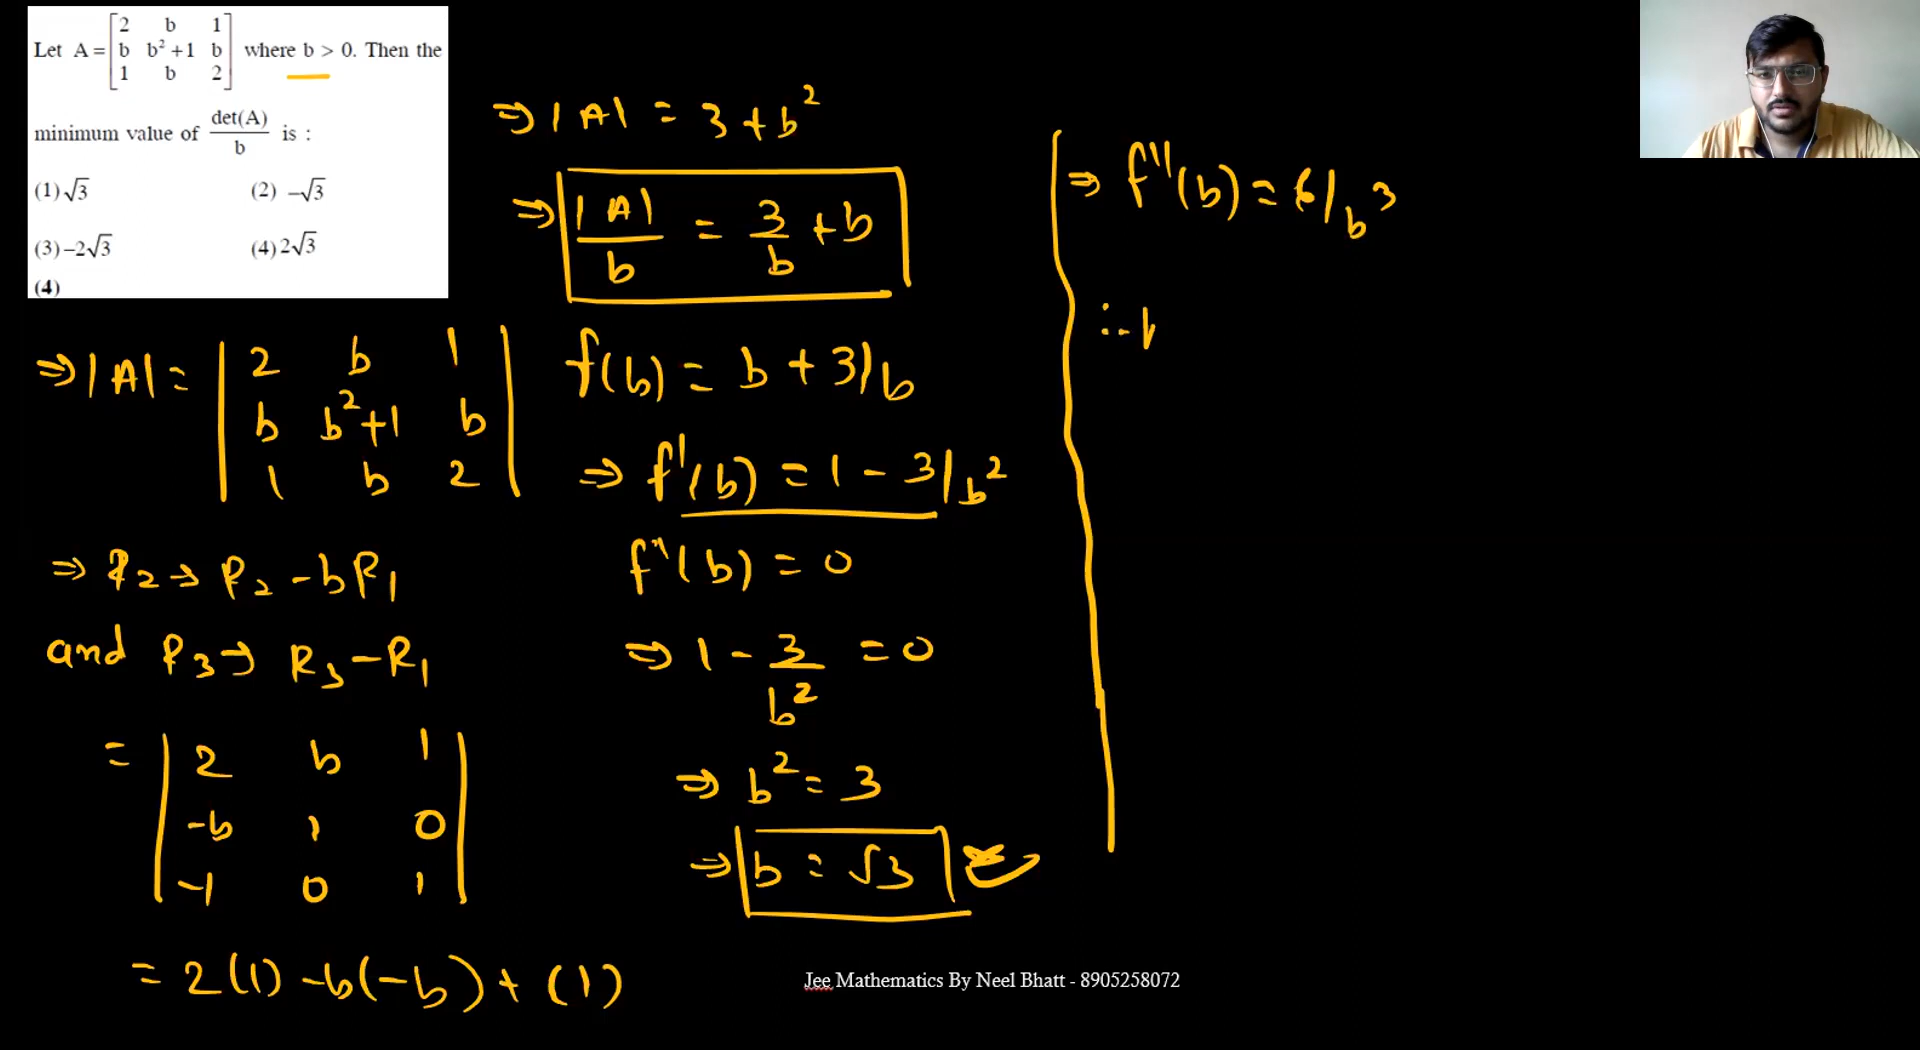 Let A = [2 b 1
b b² +1 b
1 b 2] where b > 0. Then the
minimum value of det(A)/b is :
(1) √3 (2) –√3
(3) –2√3 (4) 2√3
(4)
⇒ |A| = | 2 b 1
b b²+1 b
1 b 2 |
⇒ R2 → R2 - bR1
and R3 → R3 - R1
= | 2 b 1
-b 1 0
-1 0 1 |
= 2(1) - b(-b) + (1)
⇒ |A| = 3 + b²
⇒ |A|/b = 3/b + b
f(b) = b + 3/b
⇒ f'(b) = 1 - 3/b²
f'(b) = 0
⇒ 1 - 3/b² = 0
⇒ b² = 3
⇒ b = √3
⇒ f''(b) = 6/b³
Jee Mathematics By Neel Bhatt - 8905258072